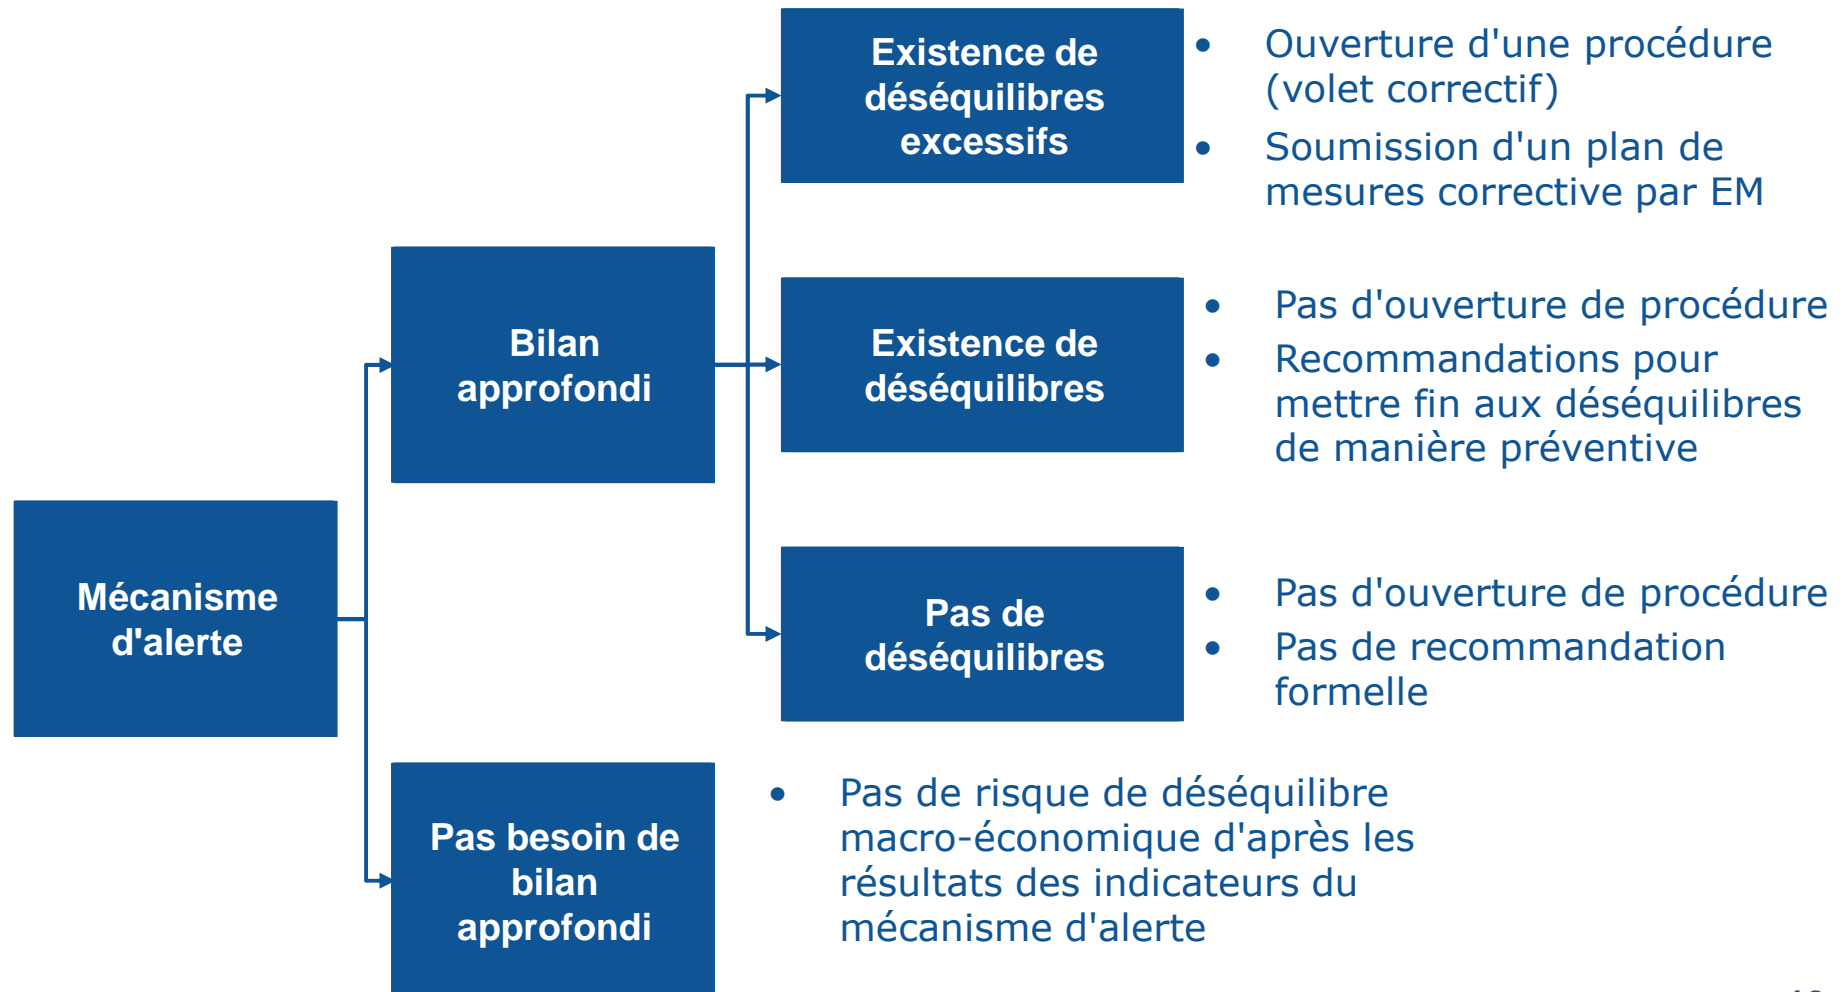 Existence de
déséquilibres
excessifs
• Ouverture d'une procédure
(volet correctif)
• Soumission d'un plan de
mesures corrective par EM
Bilan
approfondi
Existence de
déséquilibres
• Pas d'ouverture de procédure
• Recommandations pour
mettre fin aux déséquilibres
de manière préventive
Mécanisme
d'alerte
Pas de
déséquilibres
• Pas d'ouverture de procédure
• Pas de recommandation
formelle
Pas besoin de
bilan
approfondi
• Pas de risque de déséquilibre
macro-économique d'après les
résultats des indicateurs du
mécanisme d'alerte